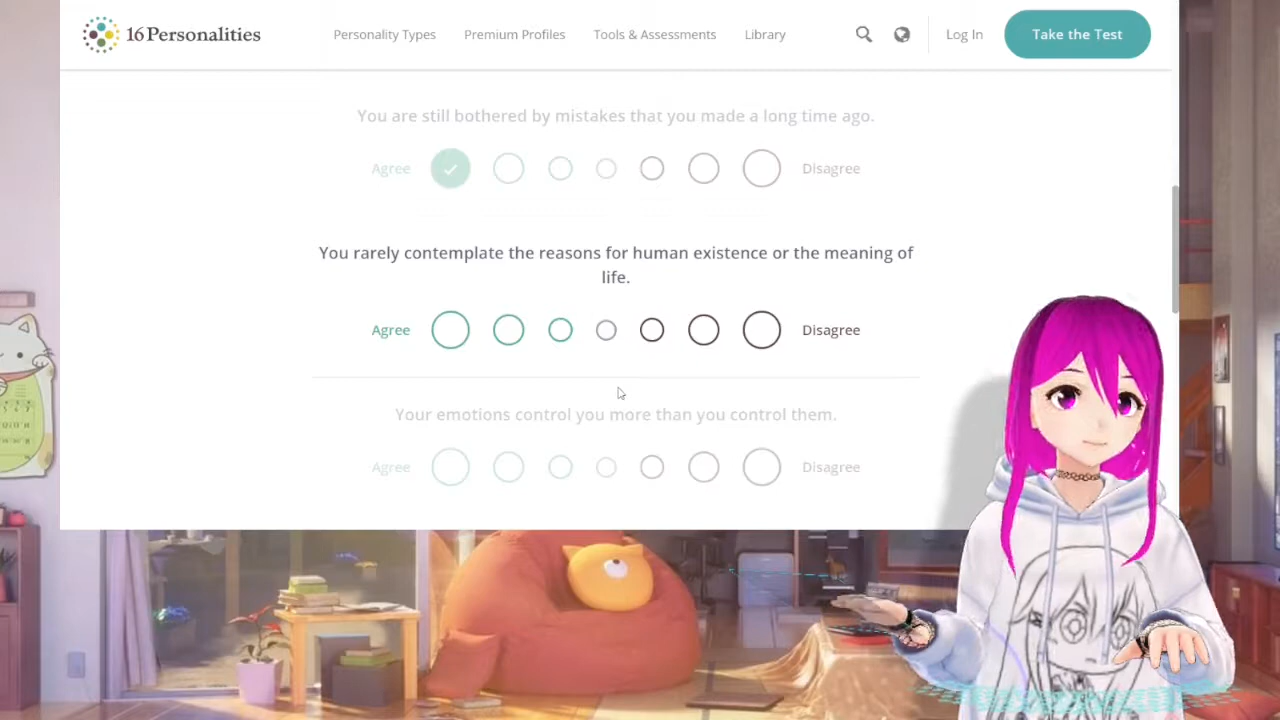 16Personalities
Personality Types
Premium Profiles
Tools & Assessments
Library
Log In
Take the Test
You are still bothered by mistakes that you made a long time ago.
Agree
Disagree
You rarely contemplate the reasons for human existence or the meaning of
life.
Agree
Disagree
Your emotions control you more than you control them.
Agree
Disagree